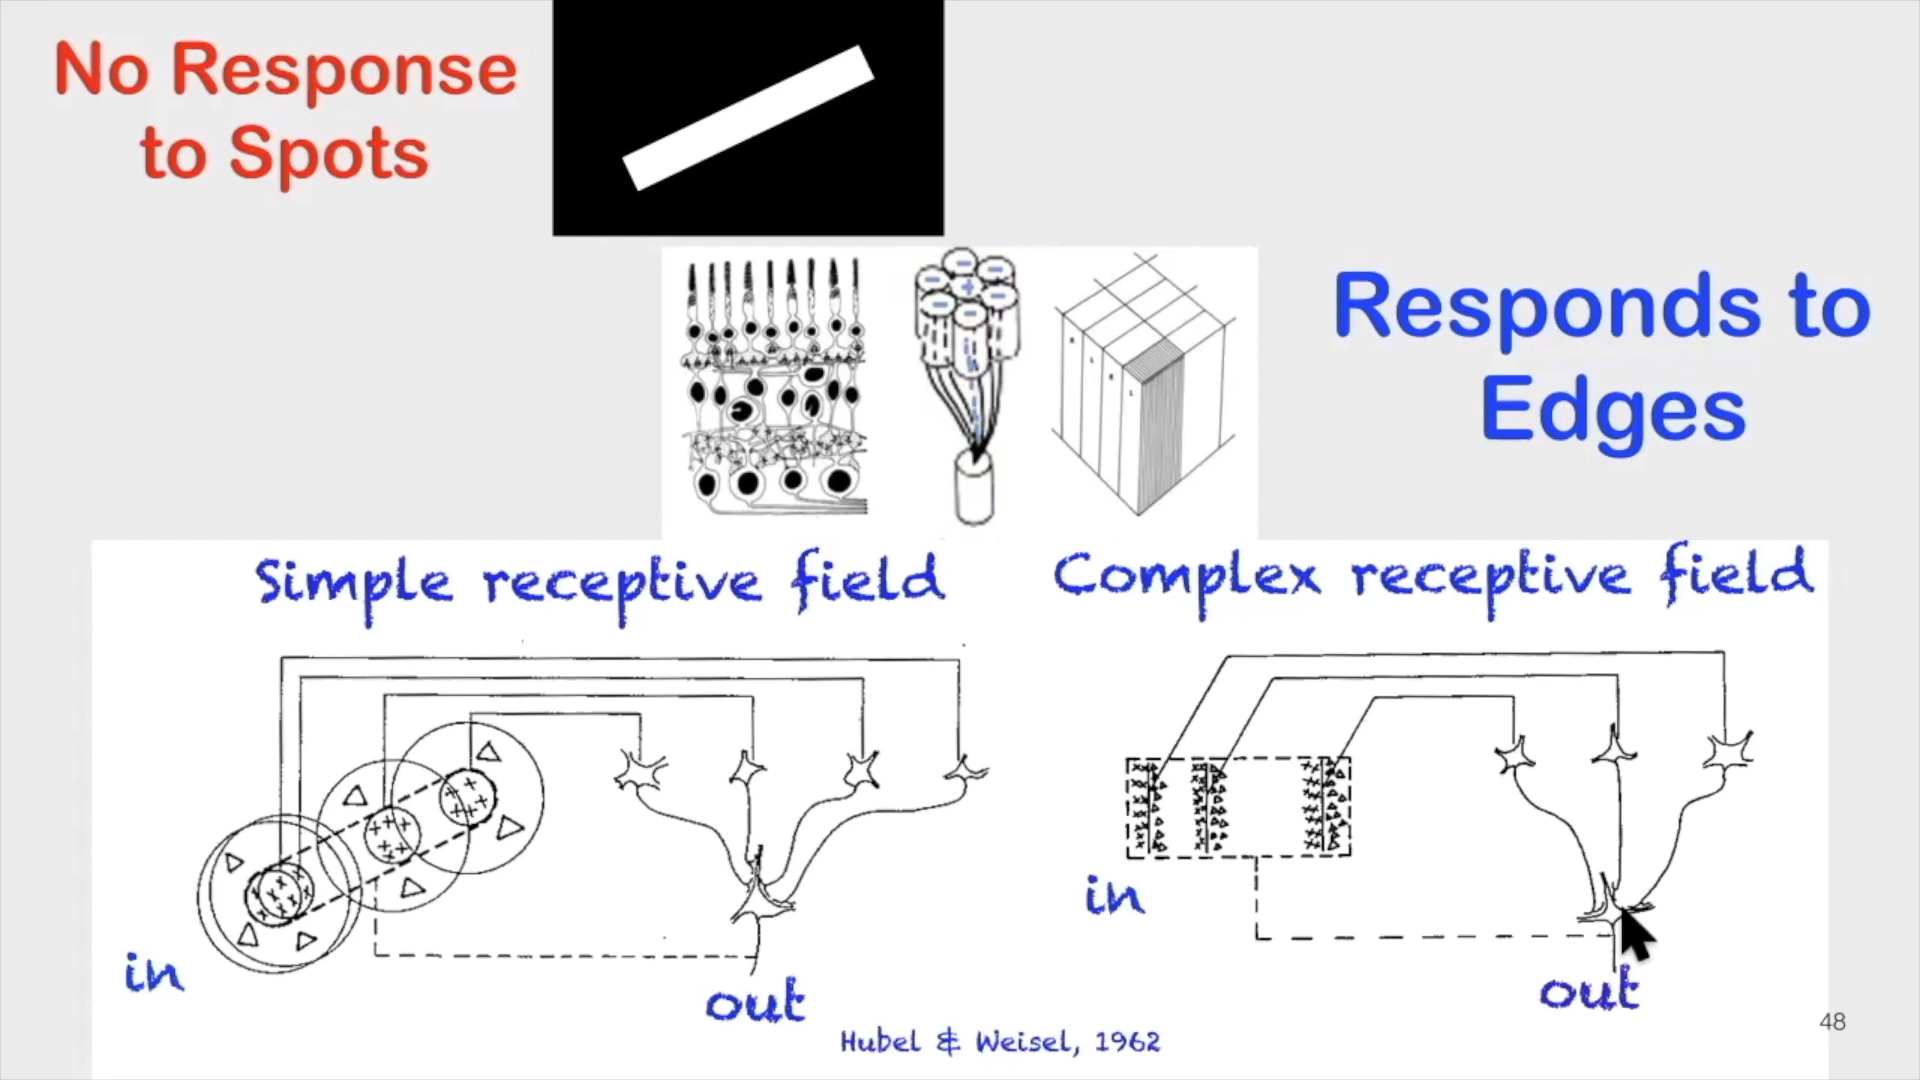 No Response
to Spots
Responds to
Edges
Simple receptive field
Complex receptive field
in
out
in
out
Hubel & Weisel, 1962
48